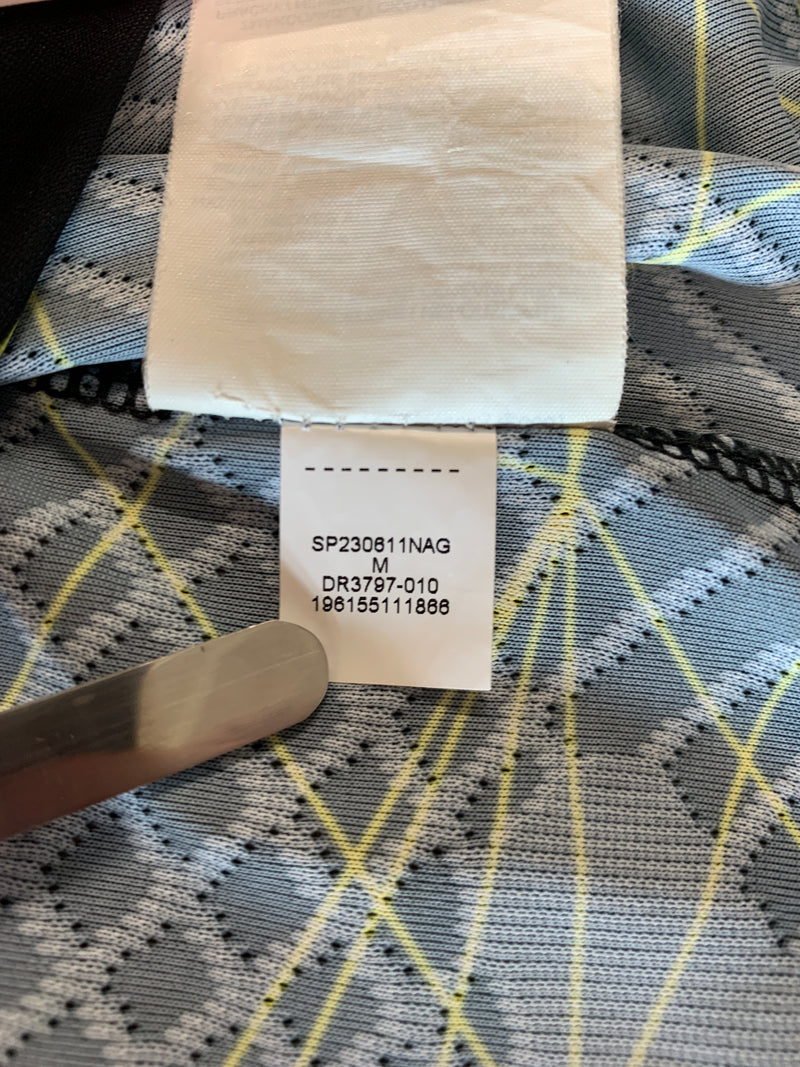 ---------
SP230611NAG
M
DR3797-010
196155111866